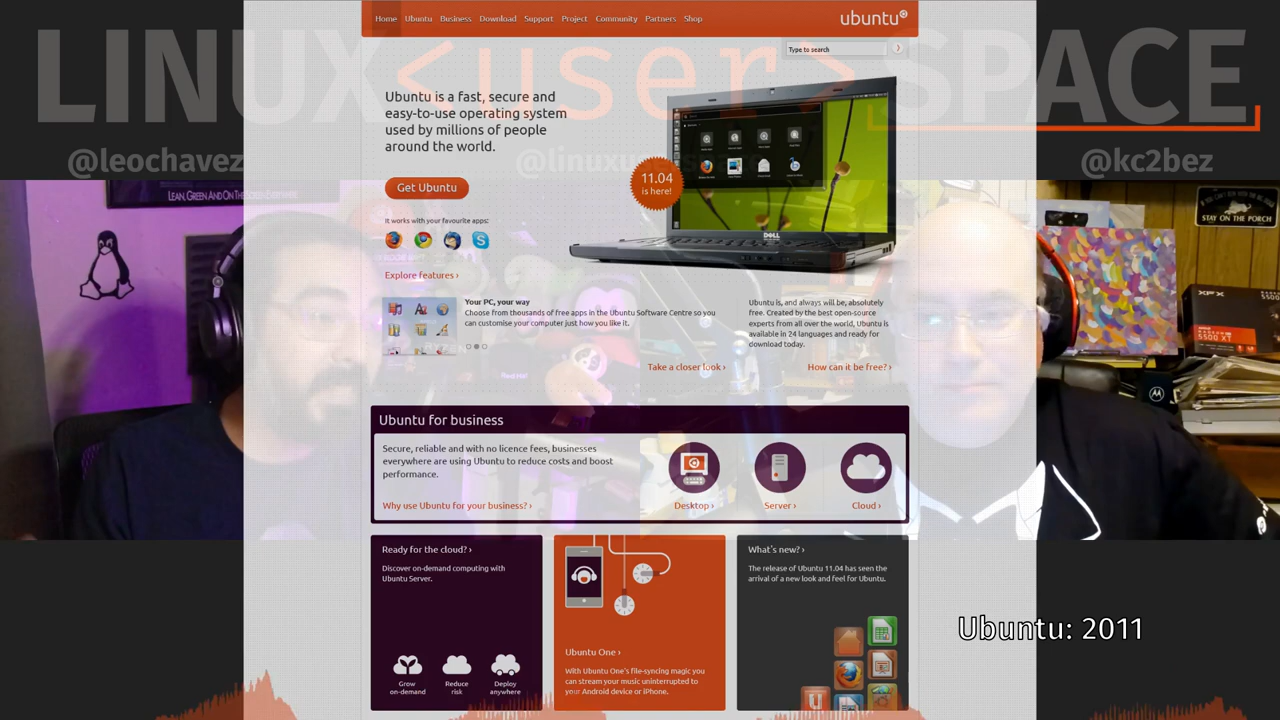 LINUX <user> SPACE
@leochavez
@kc2bez
Home Ubuntu Business Download Support Project Community Partners Shop
ubuntu
Type to search
Ubuntu is a fast, secure and
easy-to-use operating system
used by millions of people
around the world.
Get Ubuntu
11.04
is here!
DELL
It works with your favourite apps:
Explore features ›
Your PC, your way
Choose from thousands of free apps in the Ubuntu Software Centre so you
can customise your computer just how you like it.
Take a closer look ›
Ubuntu is, and always will be, absolutely
free. Created by the best open-source
experts from all over the world, Ubuntu is
available in 24 languages and ready for
download today.
How can it be free? ›
Ubuntu for business
Secure, reliable and with no licence fees, businesses
everywhere are using Ubuntu to reduce costs and boost
performance.
Why use Ubuntu for your business? ›
Desktop ›
Server ›
Cloud ›
Ready for the cloud? ›
Discover on-demand computing with
Ubuntu Server.
Grow
on-demand
Reduce
risk
Deploy
anywhere
Ubuntu One ›
With Ubuntu One's file-syncing magic you
can stream your music uninterrupted to
your Android device or iPhone.
What's new? ›
The release of Ubuntu 11.04 has seen the
arrival of a new look and feel for Ubuntu.
Ubuntu: 2011
STAY ON THE
PORCH
XFX
AMD
RADEON
5500 XT